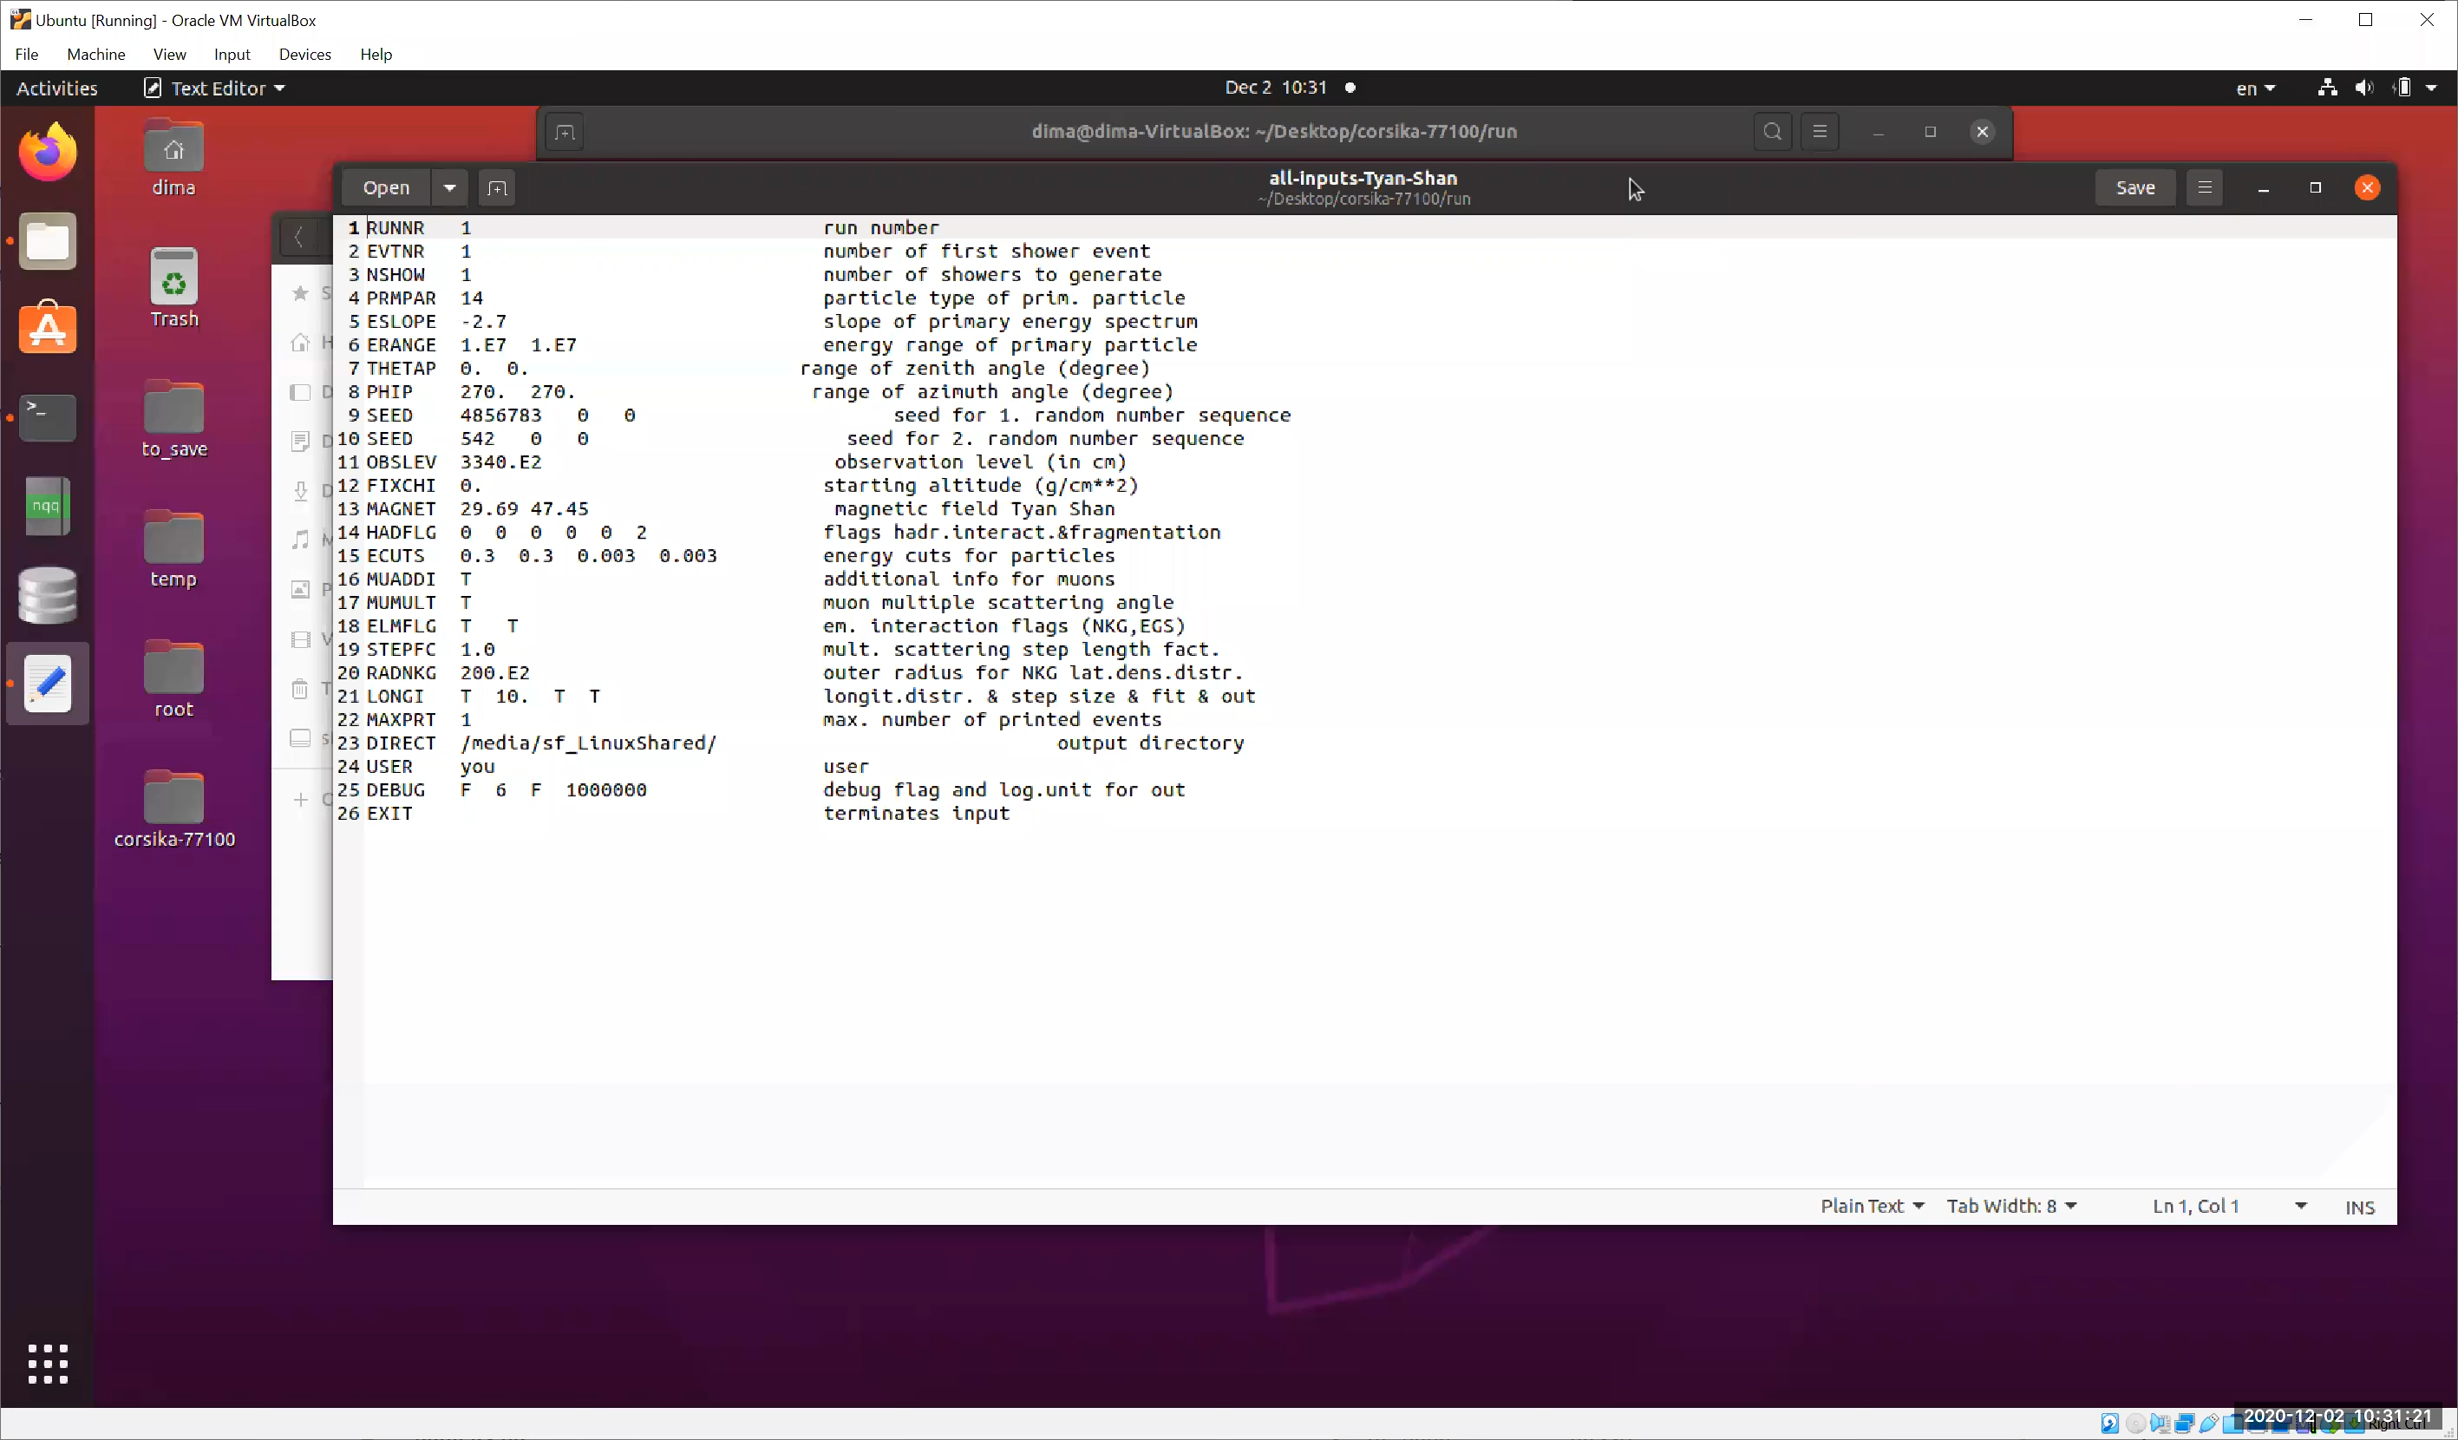 Ubuntu [Running] - Oracle VM VirtualBox
File Machine View Input Devices Help
Activities Text Editor Dec 2 10:31 en
dima@dima-VirtualBox: ~/Desktop/corsika-77100/run
Open all-inputs-Tyan-Shan Save
~/Desktop/corsika-77100/run
dima
Trash
to_save
temp
root
corsika-77100
nqq
1 RUNNR 1 run number
2 EVTNR 1 number of first shower event
3 NSHOW 1 number of showers to generate
4 PRMPAR 14 particle type of prim. particle
5 ESLOPE -2.7 slope of primary energy spectrum
6 ERANGE 1.E7 1.E7 energy range of primary particle
7 THETAP 0. 0. range of zenith angle (degree)
8 PHIP 270. 270. range of azimuth angle (degree)
9 SEED 4856783 0 0 seed for 1. random number sequence
10 SEED 542 0 0 seed for 2. random number sequence
11 OBSLEV 3340.E2 observation level (in cm)
12 FIXCHI 0. starting altitude (g/cm**2)
13 MAGNET 29.69 47.45 magnetic field Tyan Shan
14 HADFLG 0 0 0 0 0 2 flags hadr.interact.&fragmentation
15 ECUTS 0.3 0.3 0.003 0.003 energy cuts for particles
16 MUADDI T additional info for muons
17 MUMULT T muon multiple scattering angle
18 ELMFLG T T em. interaction flags (NKG,EGS)
19 STEPFC 1.0 mult. scattering step length fact.
20 RADNKG 200.E2 outer radius for NKG lat.dens.distr.
21 LONGI T 10. T T longit.distr. & step size & fit & out
22 MAXPRT 1 max. number of printed events
23 DIRECT /media/sf_LinuxShared/ output directory
24 USER you user
25 DEBUG F 6 F 1000000 debug flag and log.unit for out
26 EXIT terminates input
Plain Text Tab Width: 8 Ln 1, Col 1 INS
2020-12-02 10:31:21
Right Ctrl